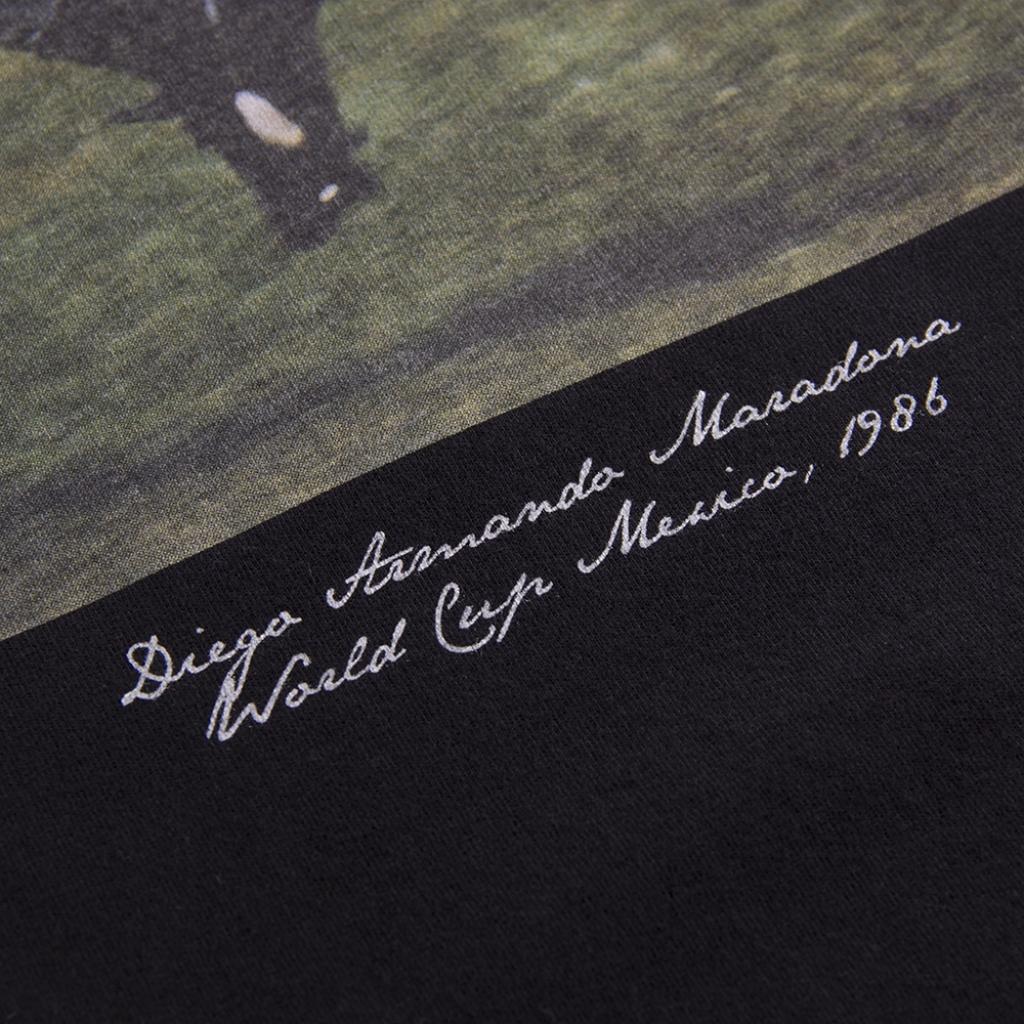 Diego Armando Maradona
World Cup Mexico, 1986